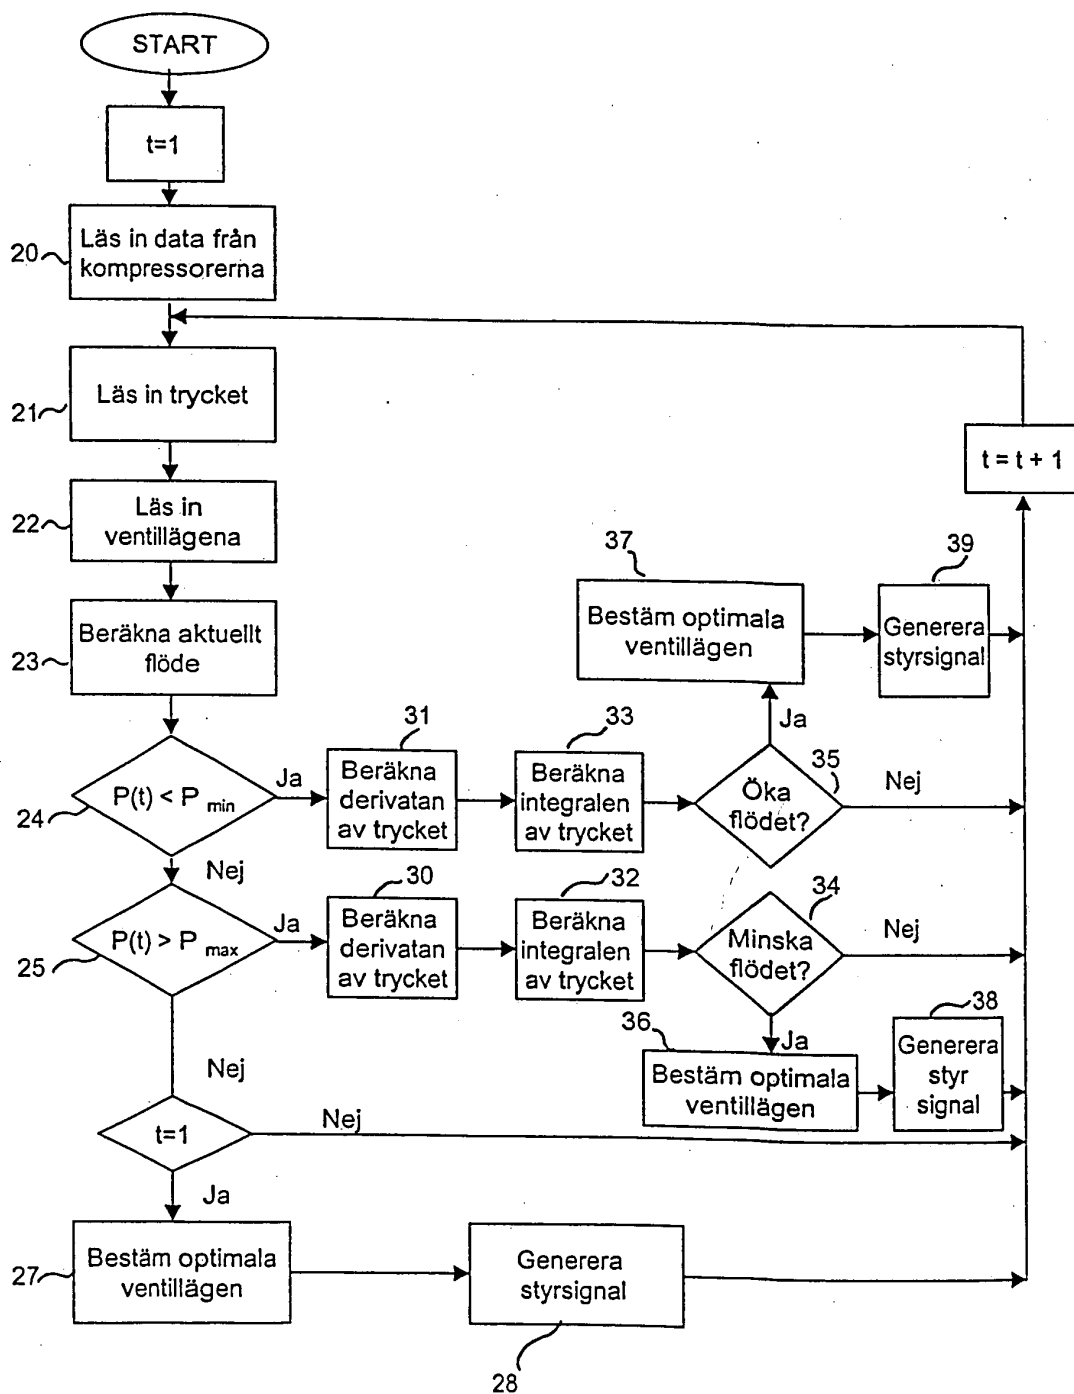 START
t=1
20
Läs in data från
kompressorerna
21
Läs in trycket
t = t + 1
22
Läs in
ventillägena
37
39
Bestäm optimala
ventillägen
Generera
styrsignal
23
Beräkna aktuellt
flöde
Ja
31
33
35
24
P(t) < P min
Ja
Beräkna
derivatan
av trycket
Beräkna
integralen
av trycket
Öka
flödet?
Nej
Nej
30
32
34
25
P(t) > P max
Ja
Beräkna
derivatan
av trycket
Beräkna
integralen
av trycket
Minska
flödet?
Nej
36
Ja
38
Bestäm optimala
ventillägen
Generera
styr
signal
Nej
t=1
Nej
Ja
27
Bestäm optimala
ventillägen
Generera
styrsignal
28